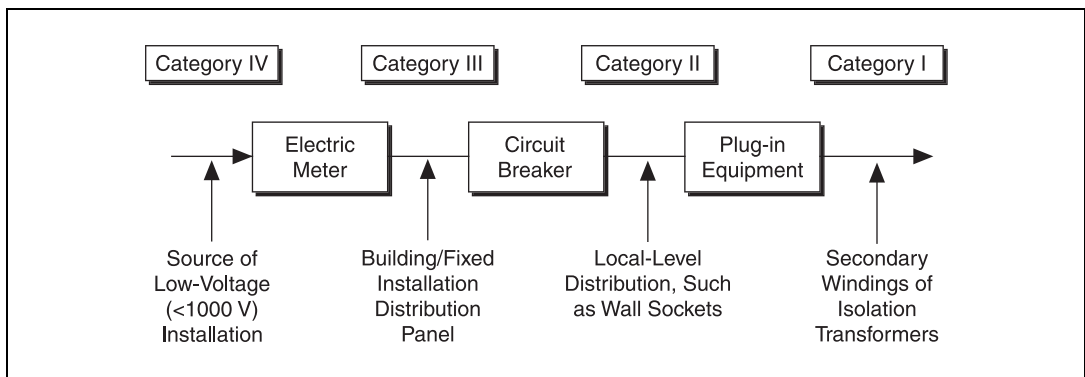 Category IV
Category III
Category II
Category I
Electric
Meter
Circuit
Breaker
Plug-in
Equipment
Source of
Low-Voltage
(<1000 V)
Installation
Building/Fixed
Installation
Distribution
Panel
Local-Level
Distribution, Such
as Wall Sockets
Secondary
Windings of
Isolation
Transformers